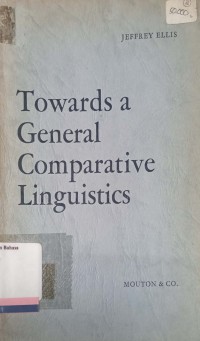 JEFFREY ELLIS
Towards a
General
Comparative
Linguistics
MOUTON & CO.